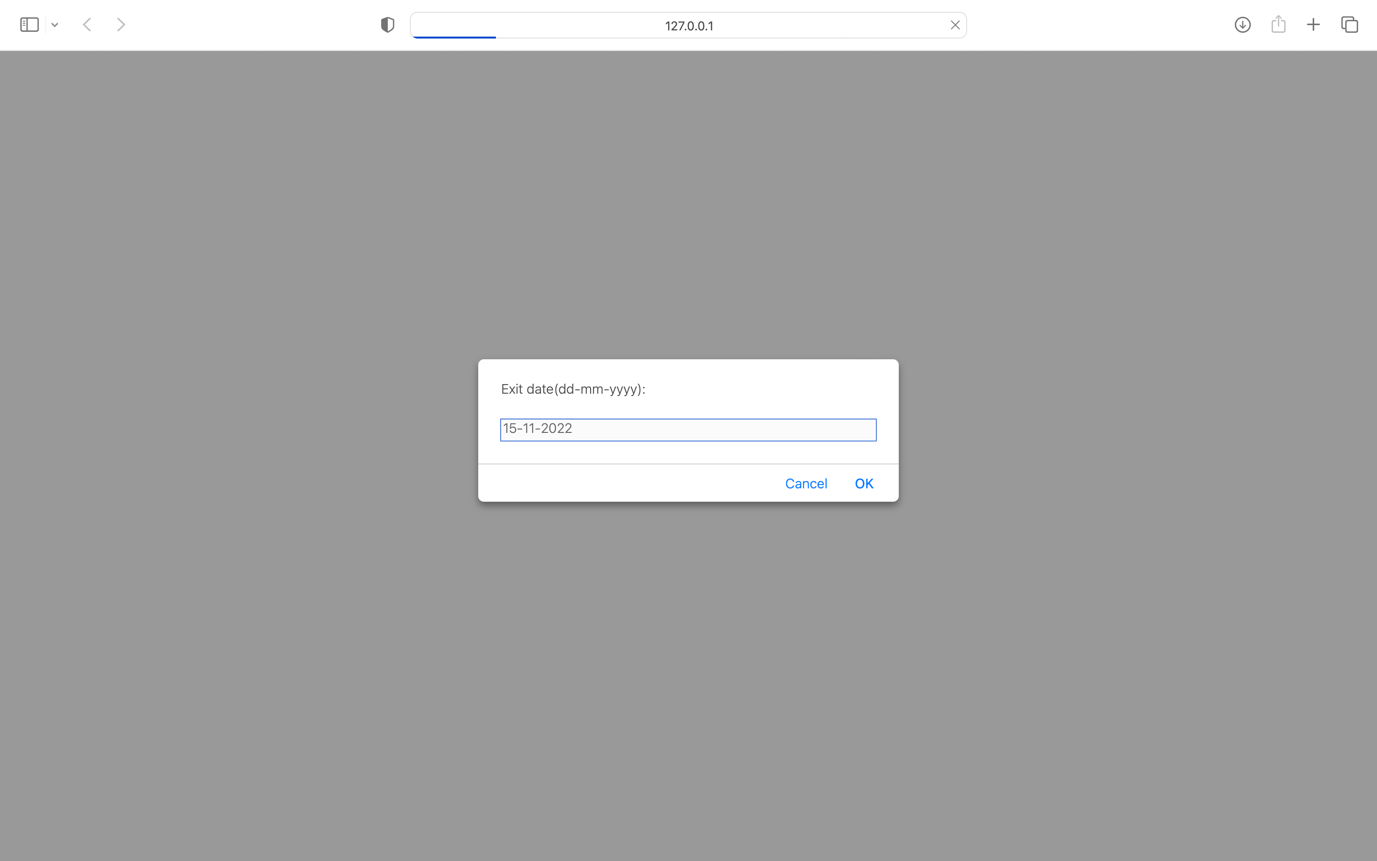 127.0.0.1
Exit date(dd-mm-yyyy):
15-11-2022
Cancel OK